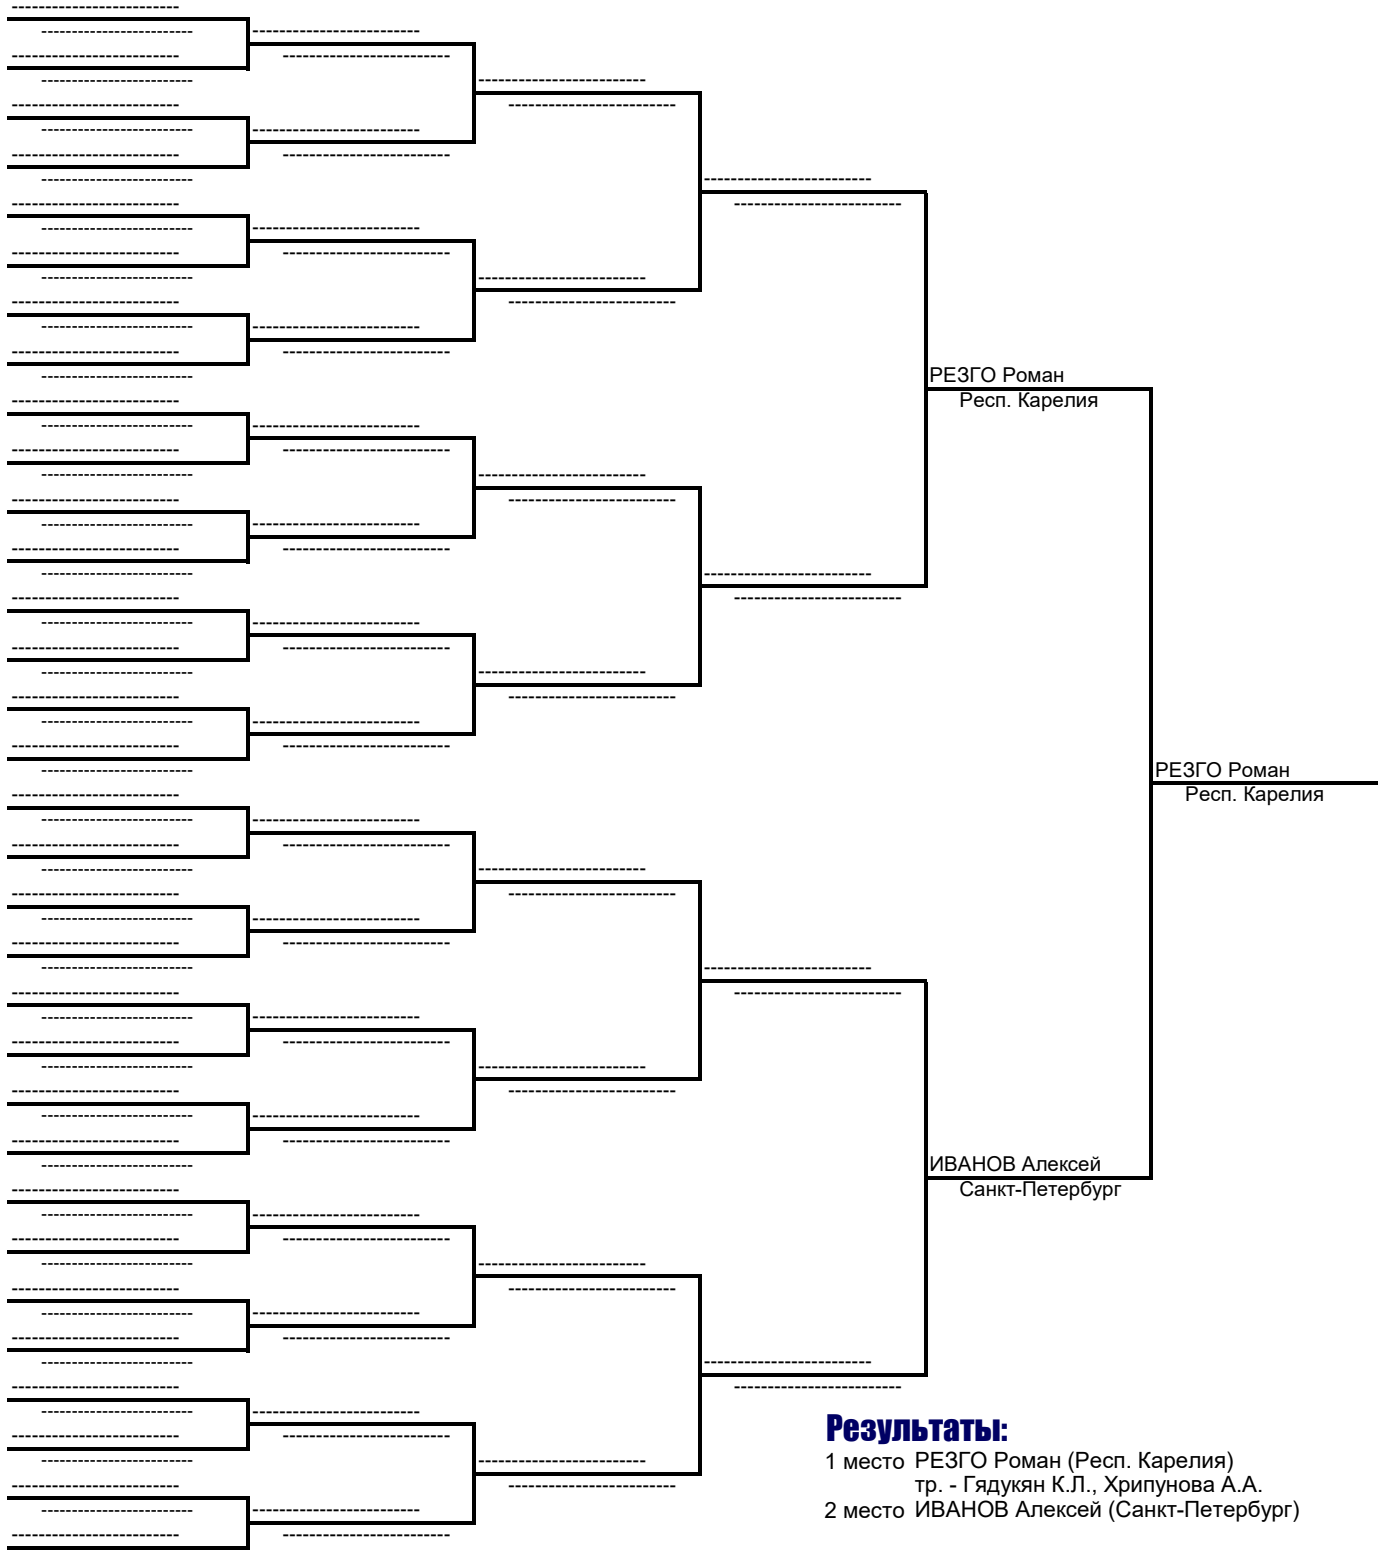 РЕЗГО Роман
Респ. Карелия
РЕЗГО Роман
Респ. Карелия
ИВАНОВ Алексей
Санкт-Петербург
Результаты:
1 место РЕЗГО Роман (Респ. Карелия)
тр. - Гядукян К.Л., Хрипунова А.А.
2 место ИВАНОВ Алексей (Санкт-Петербург)